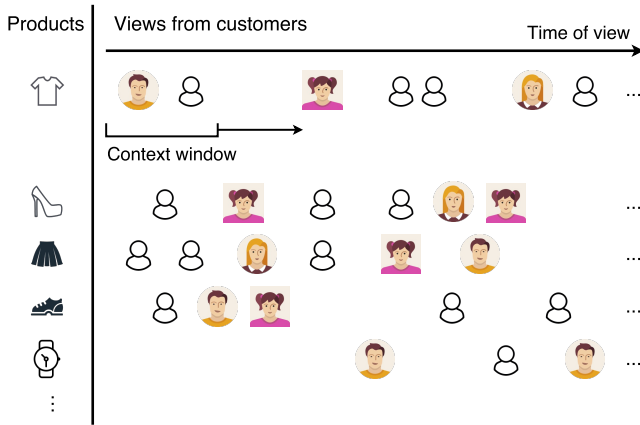 Products
Views from customers
Time of view
...
Context window
...
...
...
...
⋮